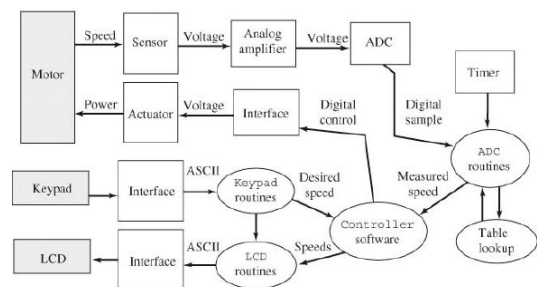 Speed
Sensor
Voltage
Analog
amplifier
Voltage
ADC
Motor
Timer
Power
Actuator
Voltage
Interface
Digital
control
Digital
sample
ADC
routines
Keypad
Interface
ASCII
Keypad
routines
Desired
speed
Measured
speed
Controller
software
Table
lookup
LCD
Interface
ASCII
LCD
routines
Speeds